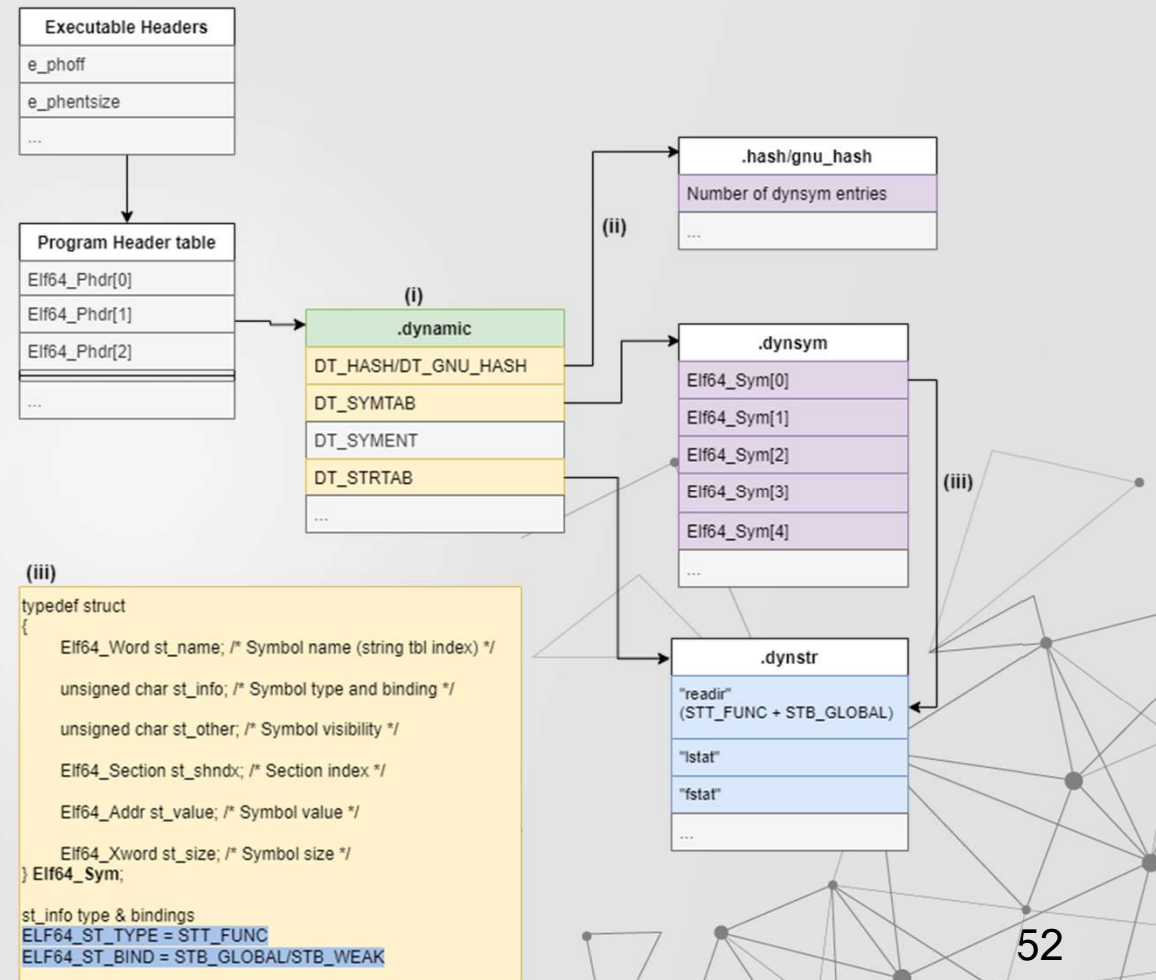 Executable Headers
e_phoff
e_phentsize
...
Program Header table
Elf64_Phdr[0]
Elf64_Phdr[1]
Elf64_Phdr[2]
...
(i)
.dynamic
DT_HASH/DT_GNU_HASH
DT_SYMTAB
DT_SYMENT
DT_STRTAB
...
(ii)
.hash/gnu_hash
Number of dynsym entries
...
.dynsym
Elf64_Sym[0]
Elf64_Sym[1]
Elf64_Sym[2]
Elf64_Sym[3]
Elf64_Sym[4]
...
(iii)
.dynstr
"readir"
(STT_FUNC + STB_GLOBAL)
"lstat"
"fstat"
...
(iii)
typedef struct
{
Elf64_Word st_name; /* Symbol name (string tbl index) */
unsigned char st_info; /* Symbol type and binding */
unsigned char st_other; /* Symbol visibility */
Elf64_Section st_shndx; /* Section index */
Elf64_Addr st_value; /* Symbol value */
Elf64_Xword st_size; /* Symbol size */
} Elf64_Sym;
st_info type & bindings
ELF64_ST_TYPE = STT_FUNC
ELF64_ST_BIND = STB_GLOBAL/STB_WEAK
52